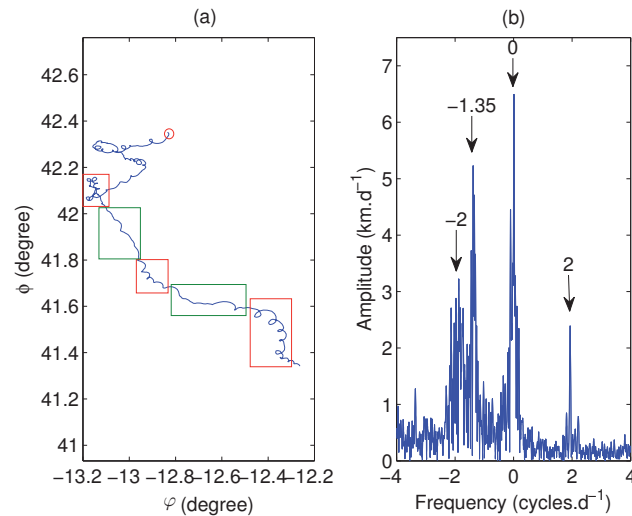 (a)
42.6
42.4
42.2
42
41.8
41.6
41.4
41.2
41
ϕ (degree)
−13.2 −13 −12.8 −12.6 −12.4 −12.2
φ (degree)
(b)
0
−1.35
−2
2
7
6
5
4
3
2
1
0
Amplitude (km.d⁻¹)
−4 −2 0 2 4
Frequency (cycles.d⁻¹)